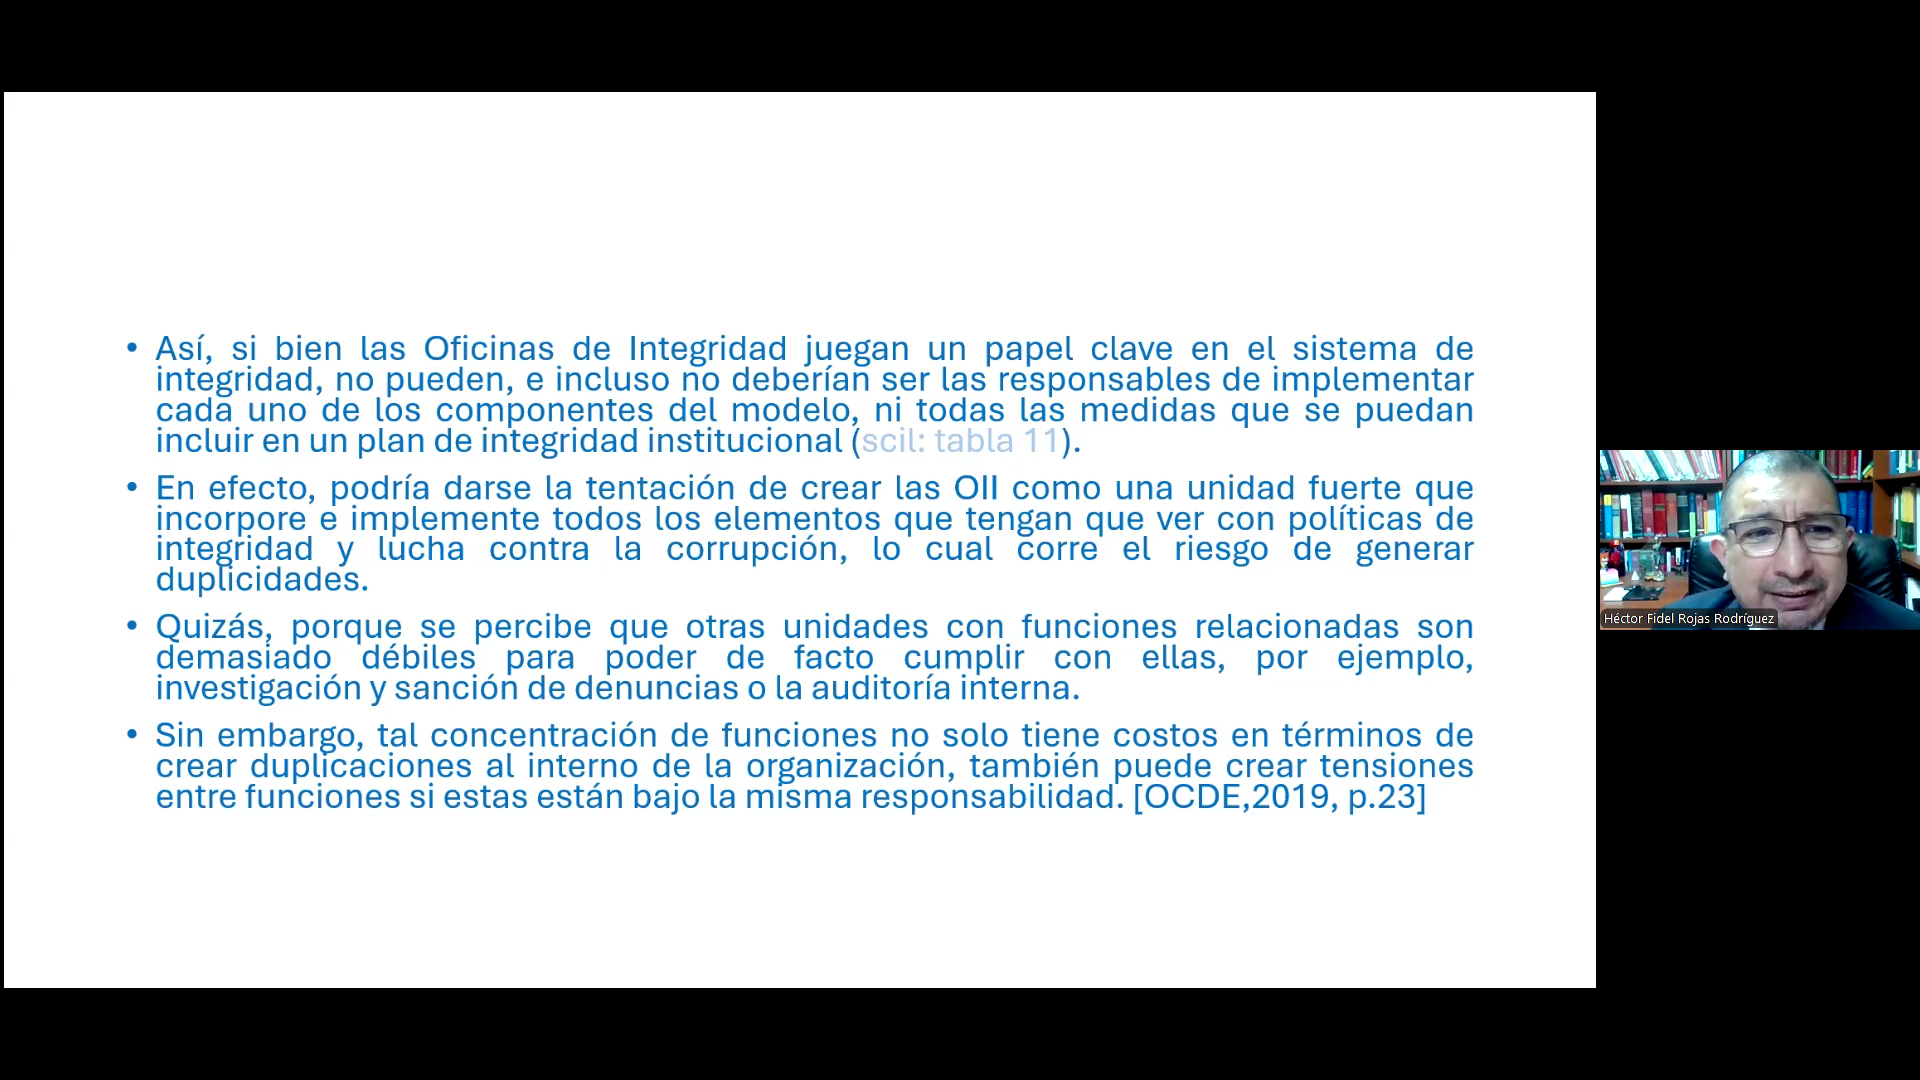 • Así, si bien las Oficinas de Integridad juegan un papel clave en el sistema de
integridad, no pueden, e incluso no deberían ser las responsables de implementar
cada uno de los componentes del modelo, ni todas las medidas que se puedan
incluir en un plan de integridad institucional (scil: tabla 11).
• En efecto, podría darse la tentación de crear las OII como una unidad fuerte que
incorpore e implemente todos los elementos que tengan que ver con políticas de
integridad y lucha contra la corrupción, lo cual corre el riesgo de generar
duplicidades.
• Quizás, porque se percibe que otras unidades con funciones relacionadas son
demasiado débiles para poder de facto cumplir con ellas, por ejemplo,
investigación y sanción de denuncias o la auditoría interna.
• Sin embargo, tal concentración de funciones no solo tiene costos en términos de
crear duplicaciones al interno de la organización, también puede crear tensiones
entre funciones si estas están bajo la misma responsabilidad. [OCDE,2019, p.23]
Héctor Fidel Rojas Rodríguez